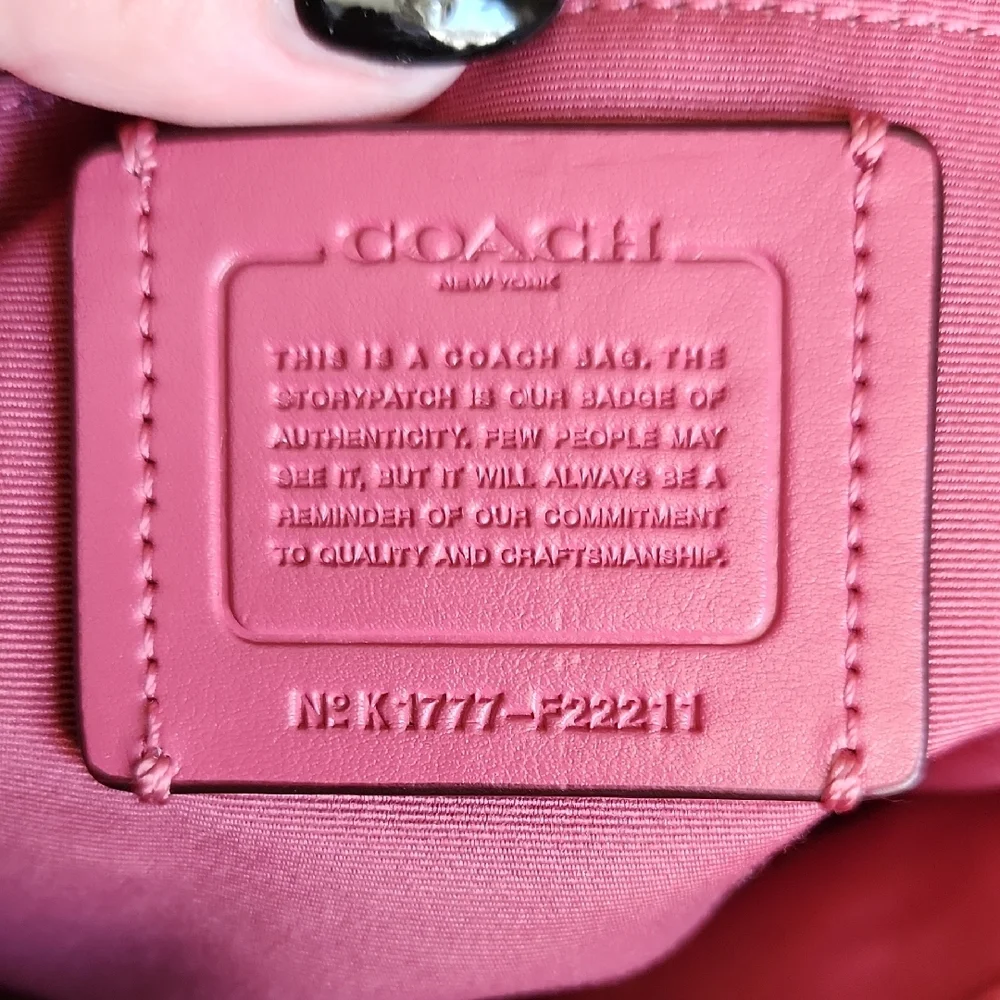 COACH
NEW YORK
THIS IS A COACH BAG. THE
STORYPATCH IS OUR BADGE OF
AUTHENTICITY. FEW PEOPLE MAY
SEE IT, BUT IT WILL ALWAYS BE A
REMINDER OF OUR COMMITMENT
TO QUALITY AND CRAFTSMANSHIP.
Nº K1777-F22211